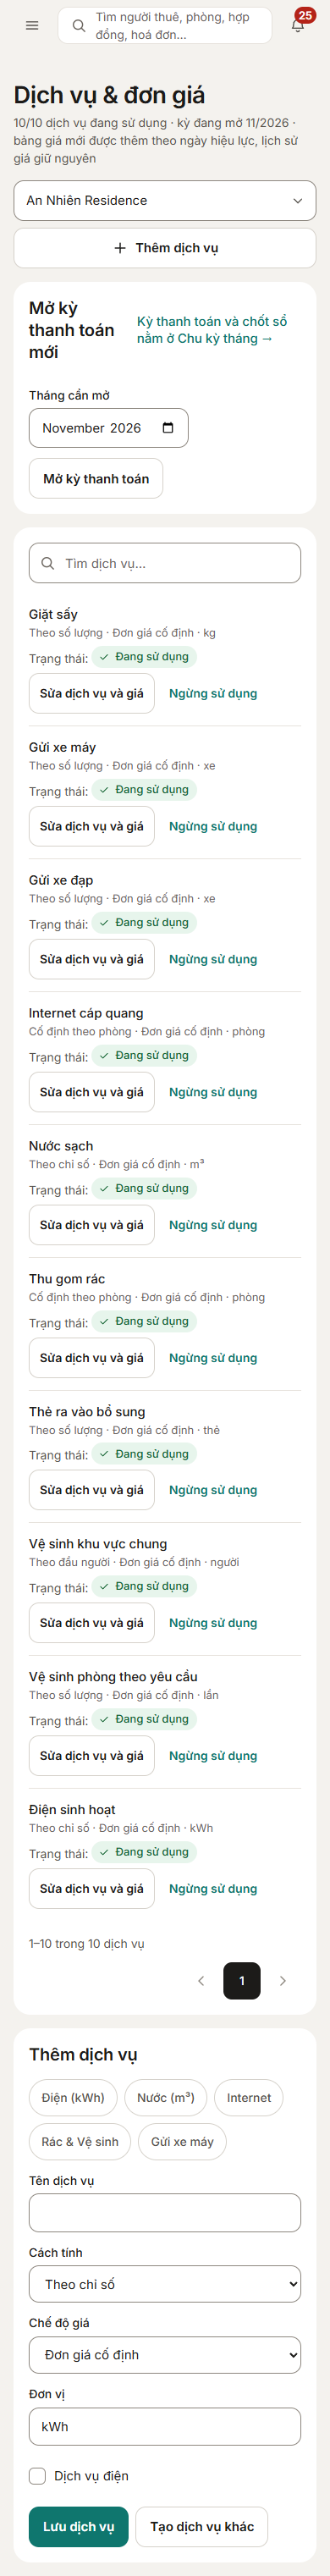 Tìm người thuê, phòng, hợp
đồng, hoá đơn...
25
Dịch vụ & đơn giá
10/10 dịch vụ đang sử dụng · kỳ đang mở 11/2026 ·
bảng giá mới được thêm theo ngày hiệu lực, lịch sử
giá giữ nguyên
An Nhiên Residence
Thêm dịch vụ
Mở kỳ
thanh toán
mới
Kỳ thanh toán và chốt sổ
nằm ở Chu kỳ tháng →
Tháng cần mở
November 2026
Mở kỳ thanh toán
Tìm dịch vụ...
Giặt sấy
Theo số lượng · Đơn giá cố định · kg
Trạng thái: Đang sử dụng
Sửa dịch vụ và giá Ngừng sử dụng
Gửi xe máy
Theo số lượng · Đơn giá cố định · xe
Trạng thái: Đang sử dụng
Sửa dịch vụ và giá Ngừng sử dụng
Gửi xe đạp
Theo số lượng · Đơn giá cố định · xe
Trạng thái: Đang sử dụng
Sửa dịch vụ và giá Ngừng sử dụng
Internet cáp quang
Cố định theo phòng · Đơn giá cố định · phòng
Trạng thái: Đang sử dụng
Sửa dịch vụ và giá Ngừng sử dụng
Nước sạch
Theo chỉ số · Đơn giá cố định · m³
Trạng thái: Đang sử dụng
Sửa dịch vụ và giá Ngừng sử dụng
Thu gom rác
Cố định theo phòng · Đơn giá cố định · phòng
Trạng thái: Đang sử dụng
Sửa dịch vụ và giá Ngừng sử dụng
Thẻ ra vào bổ sung
Theo số lượng · Đơn giá cố định · thẻ
Trạng thái: Đang sử dụng
Sửa dịch vụ và giá Ngừng sử dụng
Vệ sinh khu vực chung
Theo đầu người · Đơn giá cố định · người
Trạng thái: Đang sử dụng
Sửa dịch vụ và giá Ngừng sử dụng
Vệ sinh phòng theo yêu cầu
Theo số lượng · Đơn giá cố định · lần
Trạng thái: Đang sử dụng
Sửa dịch vụ và giá Ngừng sử dụng
Điện sinh hoạt
Theo chỉ số · Đơn giá cố định · kWh
Trạng thái: Đang sử dụng
Sửa dịch vụ và giá Ngừng sử dụng
1–10 trong 10 dịch vụ
1
Thêm dịch vụ
Điện (kWh) Nước (m³) Internet
Rác & Vệ sinh Gửi xe máy
Tên dịch vụ
Cách tính
Theo chỉ số
Chế độ giá
Đơn giá cố định
Đơn vị
kWh
Dịch vụ điện
Lưu dịch vụ Tạo dịch vụ khác